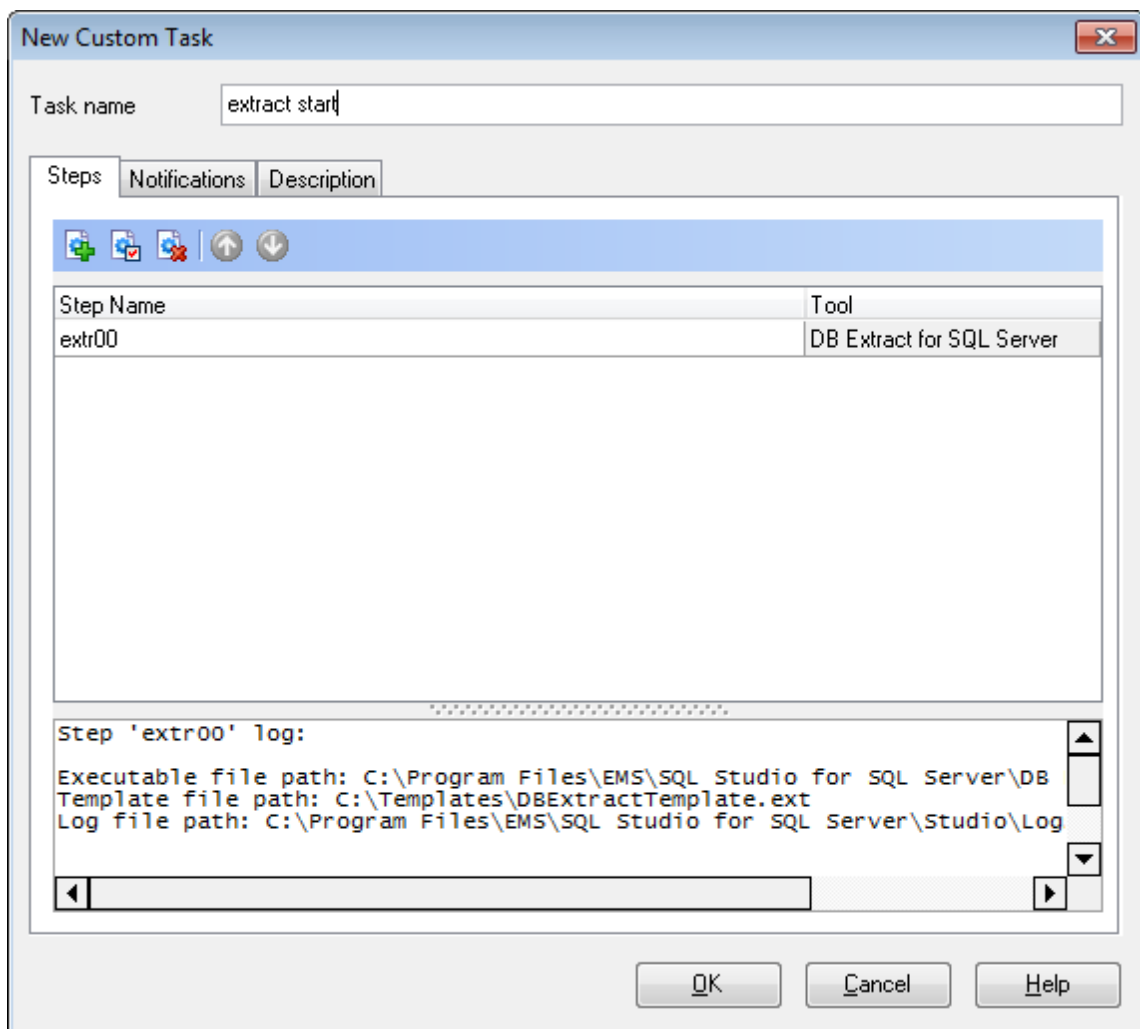 New Custom Task
Task name extract start
Steps Notifications Description
Step Name Tool
extr00 DB Extract for SQL Server
Step 'extr00' log:
Executable file path: C:\Program Files\EMS\SQL Studio for SQL Server\DB
Template file path: C:\Templates\DBExtractTemplate.ext
Log file path: C:\Program Files\EMS\SQL Studio for SQL Server\Studio\Log
OK Cancel Help